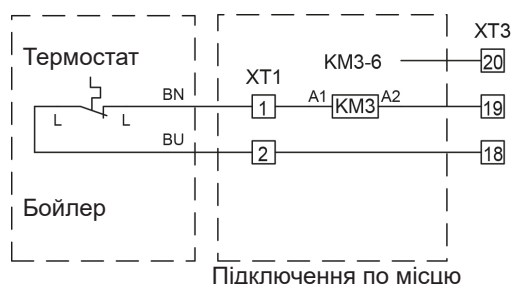 XT3
Термостат
KM3-6
20
XT1
BN
1
A1
KM3
A2
19
L
L
BU
2
18
Бойлер
Підключення по місцю